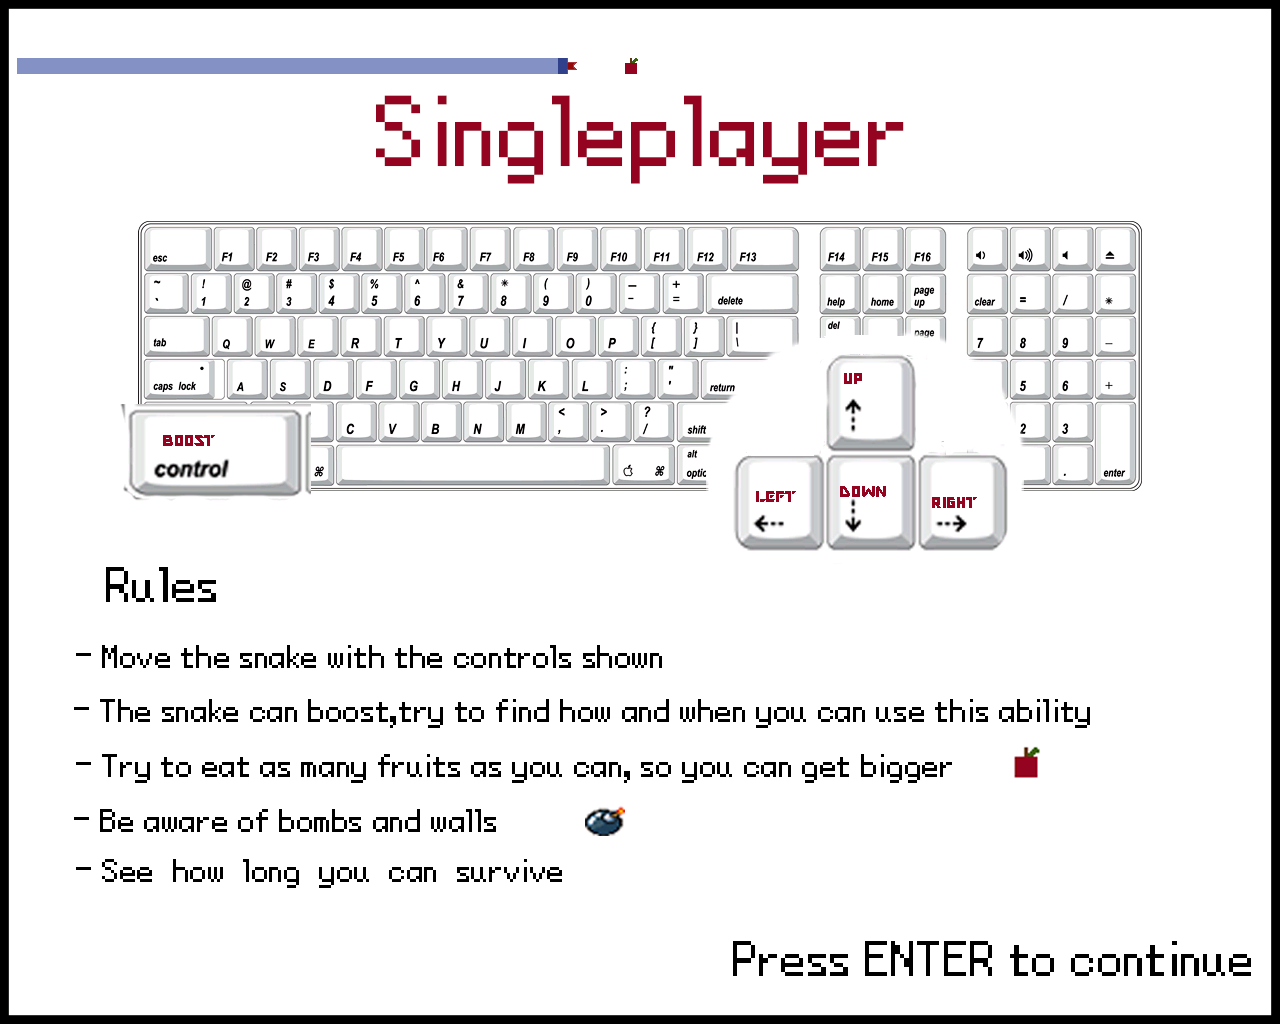 Singleplayer
esc F1 F2 F3 F4 F5 F6 F7 F8 F9 F10 F11 F12 F13 F14 F15 F16
~ ` ! 1 @ 2 # 3 $ 4 % 5 ^ 6 & 7 * 8 ( 9 ) 0 — - + = delete help home page up clear = / *
tab Q W E R T Y U I O P { [ } ] | \ del page 7 8 9 –
caps lock A S D F G H J K L : ; " ' return UP 5 6 +
BOOST control C V B N M < , > . ? / shift 2 3
⌘ ⌘ alt . enter
LEFT DOWN RIGHT
Rules
- Move the snake with the controls shown
- The snake can boost,try to find how and when you can use this ability
- Try to eat as many fruits as you can, so you can get bigger
- Be aware of bombs and walls
- See how long you can survive
Press ENTER to continue